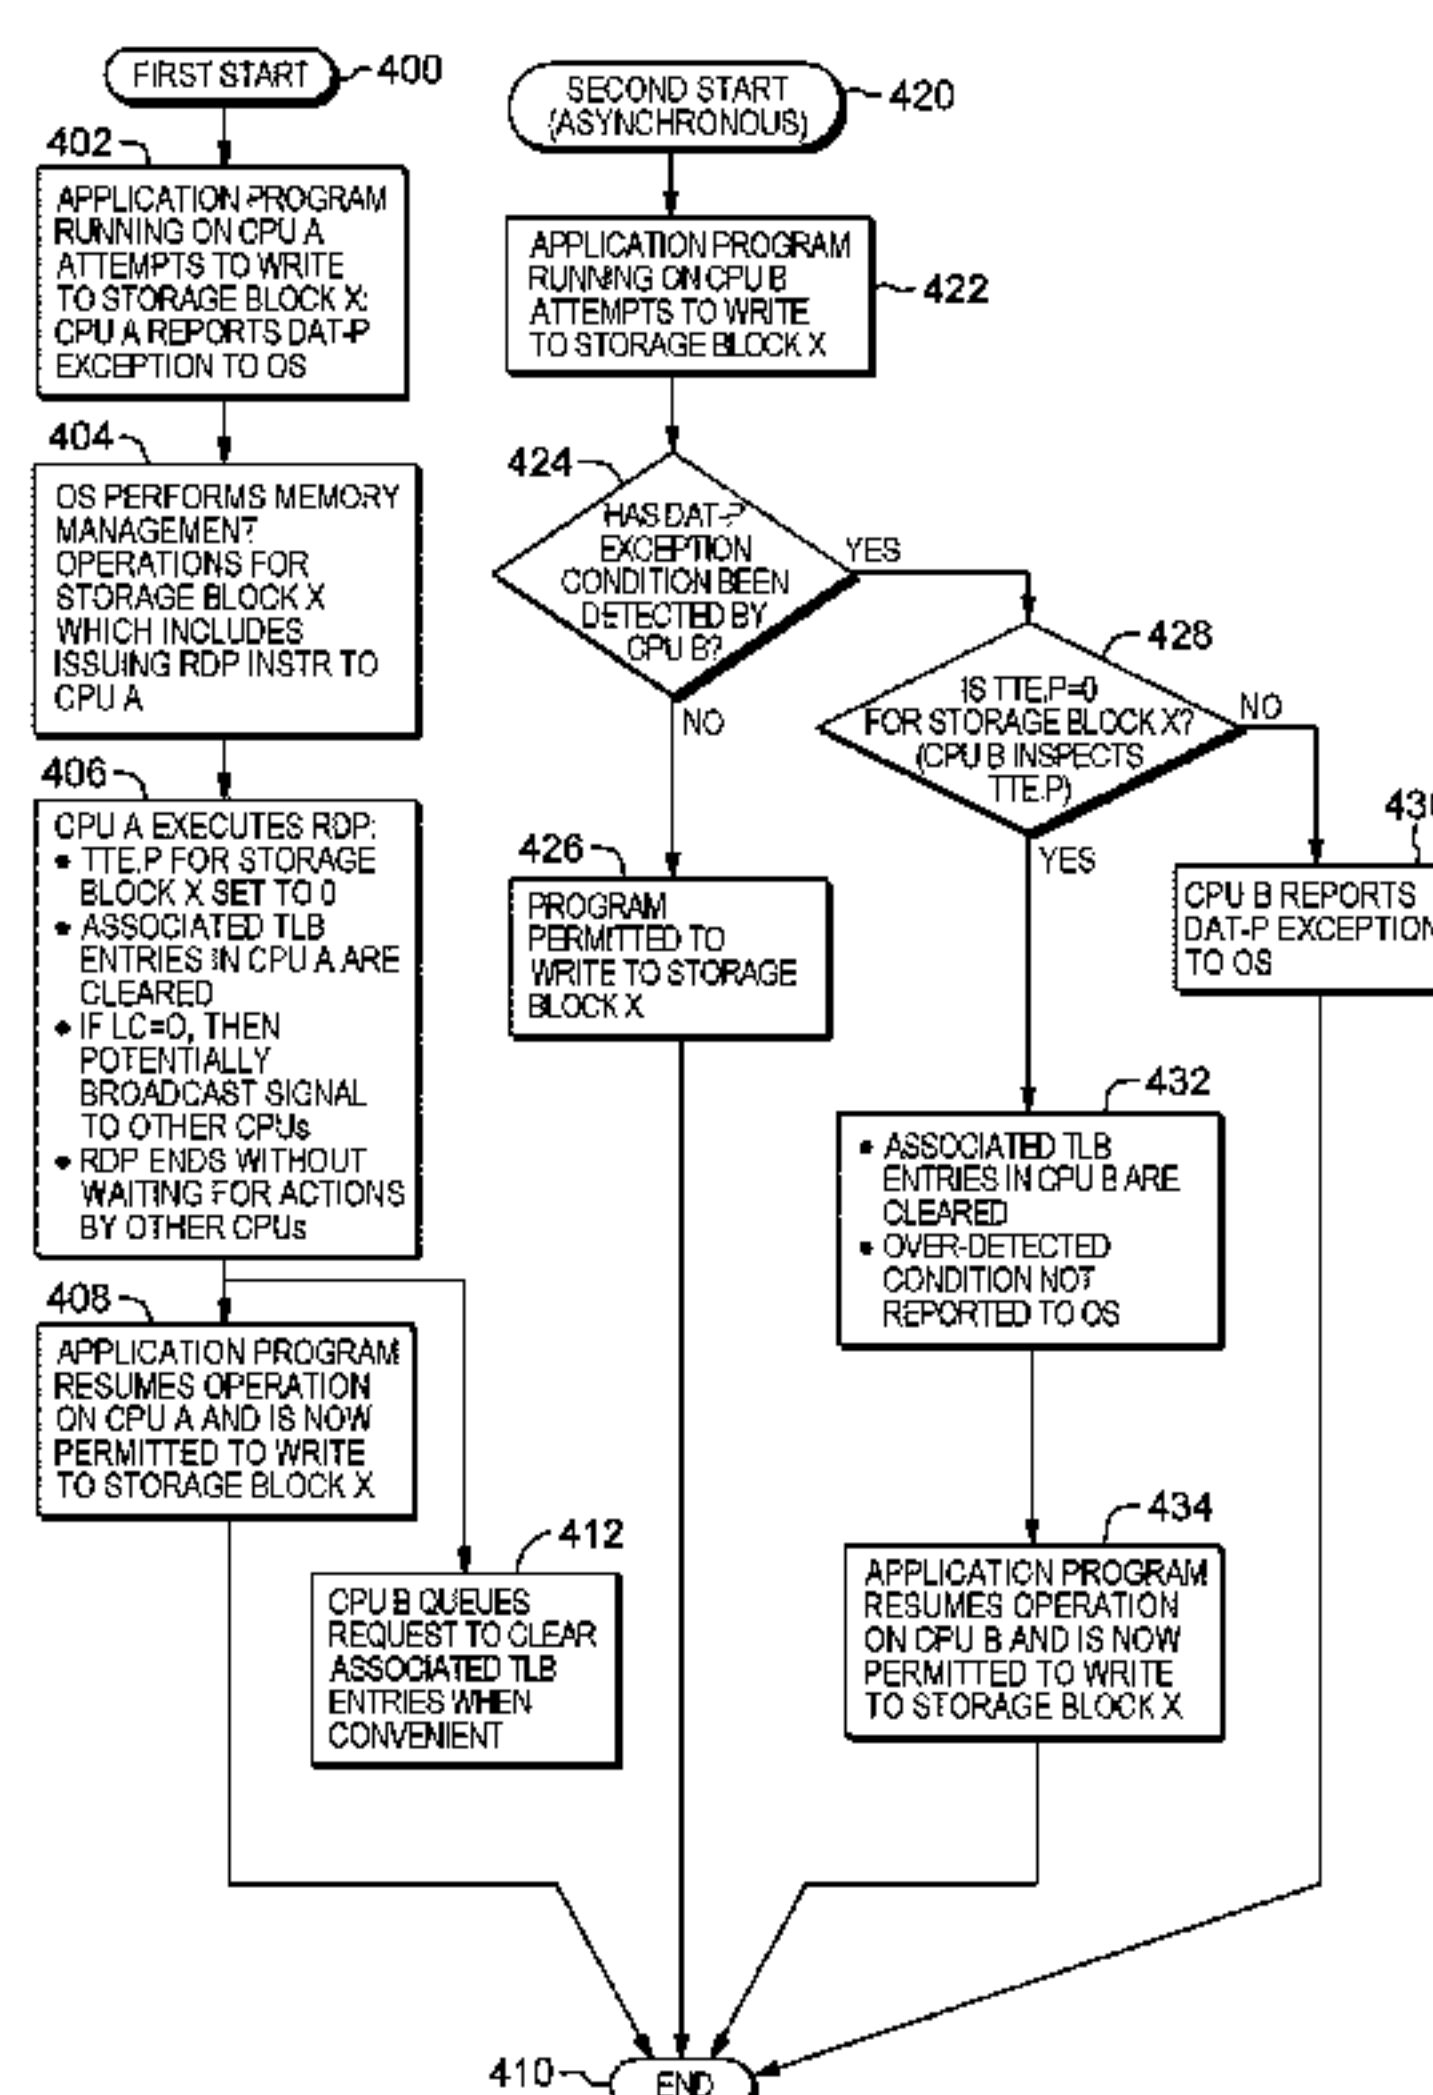 FIRST START
400
402
APPLICATION PROGRAM
RUNNING ON CPU A
ATTEMPTS TO WRITE
TO STORAGE BLOCK X:
CPU A REPORTS DAT-P
EXCEPTION TO OS
404
OS PERFORMS MEMORY
MANAGEMENT
OPERATIONS FOR
STORAGE BLOCK X
WHICH INCLUDES
ISSUING RDP INSTR TO
CPU A
406
CPU A EXECUTES RDP:
• TTE.P FOR STORAGE
BLOCK X SET TO 0
• ASSOCIATED TLB
ENTRIES IN CPU A ARE
CLEARED
• IF LC=0, THEN
POTENTIALLY
BROADCAST SIGNAL
TO OTHER CPUs
• RDP ENDS WITHOUT
WAITING FOR ACTIONS
BY OTHER CPUs
408
APPLICATION PROGRAM
RESUMES OPERATION
ON CPU A AND IS NOW
PERMITTED TO WRITE
TO STORAGE BLOCK X
412
CPU B QUEUES
REQUEST TO CLEAR
ASSOCIATED TLB
ENTRIES WHEN
CONVENIENT
SECOND START
(ASYNCHRONOUS)
420
APPLICATION PROGRAM
RUNNING ON CPU B
ATTEMPTS TO WRITE
TO STORAGE BLOCK X
422
424
HAS DAT-P
EXCEPTION
CONDITION BEEN
DETECTED BY
CPU B?
YES
NO
426
PROGRAM
PERMITTED TO
WRITE TO STORAGE
BLOCK X
428
IS TTE.P=0
FOR STORAGE BLOCK X?
(CPU B INSPECTS
TTE.P)
NO
YES
CPU B REPORTS
DAT-P EXCEPTION
TO OS
432
• ASSOCIATED TLB
ENTRIES IN CPU B ARE
CLEARED
• OVER-DETECTED
CONDITION NOT
REPORTED TO OS
434
APPLICATION PROGRAM
RESUMES OPERATION
ON CPU B AND IS NOW
PERMITTED TO WRITE
TO STORAGE BLOCK X
410
END